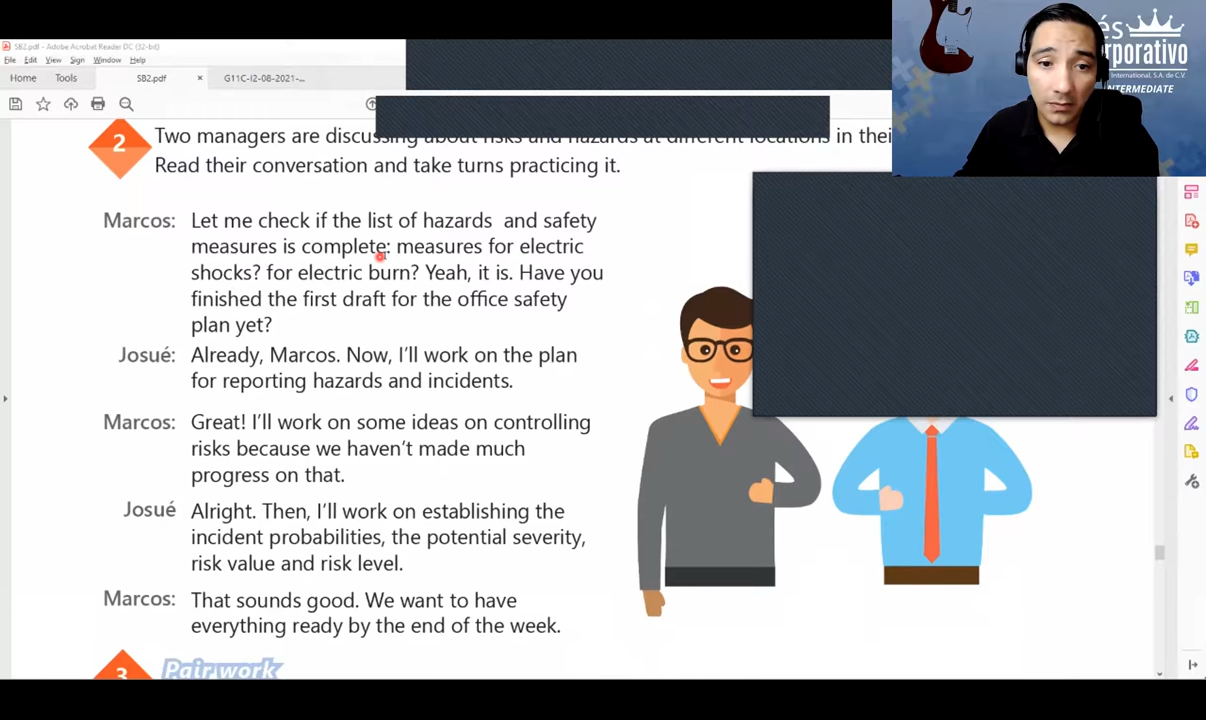 SB2.pdf - Adobe Acrobat Reader DC (32-bit)
File Edit View Sign Window Help
Home Tools SB2.pdf × G11C-I2-08-2021-...
és
rporativo
International, S.A. de C.V.
NTERMEDIATE
2 Two managers are discussing about risks and hazards at different locations in thei
Read their conversation and take turns practicing it.
Marcos: Let me check if the list of hazards and safety
measures is complete: measures for electric
shocks? for electric burn? Yeah, it is. Have you
finished the first draft for the office safety
plan yet?
Josué: Already, Marcos. Now, I'll work on the plan
for reporting hazards and incidents.
Marcos: Great! I'll work on some ideas on controlling
risks because we haven't made much
progress on that.
Josué Alright. Then, I'll work on establishing the
incident probabilities, the potential severity,
risk value and risk level.
Marcos: That sounds good. We want to have
everything ready by the end of the week.
3 Pair work